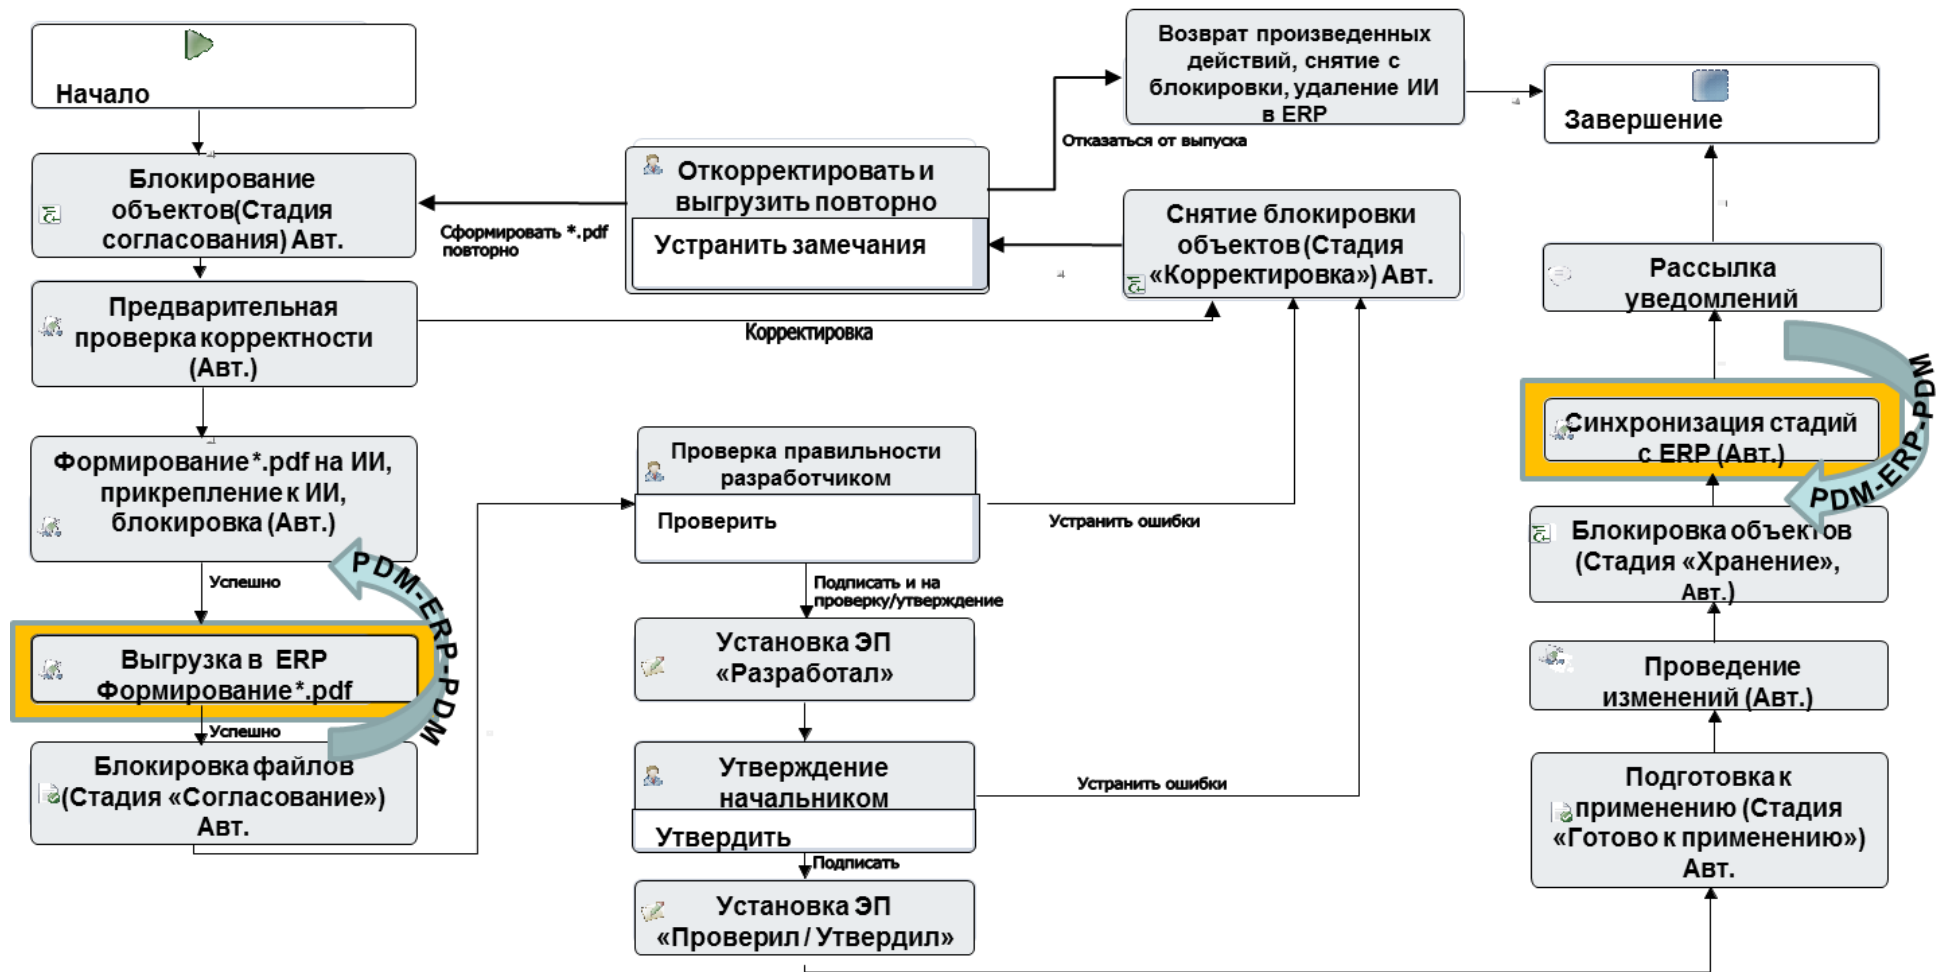 Начало
Блокирование
объектов(Стадия
согласования) Авт.
Предварительная
проверка корректности
(Авт.)
Формирование *.pdf на ИИ,
прикрепление к ИИ,
блокировка (Авт.)
Успешно
Выгрузка в ERP
Формирование *.pdf
PDM-ERP-PDM
Успешно
Блокировка файлов
(Стадия «Согласование»)
Авт.
Откорректировать и
выгрузить повторно
Устранить замечания
Сформировать *.pdf
повторно
Корректировка
Проверка правильности
разработчиком
Проверить
Устранить ошибки
Подписать и на
проверку/утверждение
Установка ЭП
«Разработал»
Утверждение
начальником
Утвердить
Устранить ошибки
Подписать
Установка ЭП
«Проверил / Утвердил»
Возврат произведенных
действий, снятие с
блокировки, удаление ИИ
в ERP
Отказаться от выпуска
Снятие блокировки
объектов (Стадия
«Корректировка») Авт.
Завершение
Рассылка
уведомлений
Синхронизация стадий
с ERP (Авт.)
PDM-ERP-PDM
Блокировка объектов
(Стадия «Хранение»,
Авт.)
Проведение
изменений (Авт.)
Подготовка к
применению (Стадия
«Готово к применению»)
Авт.